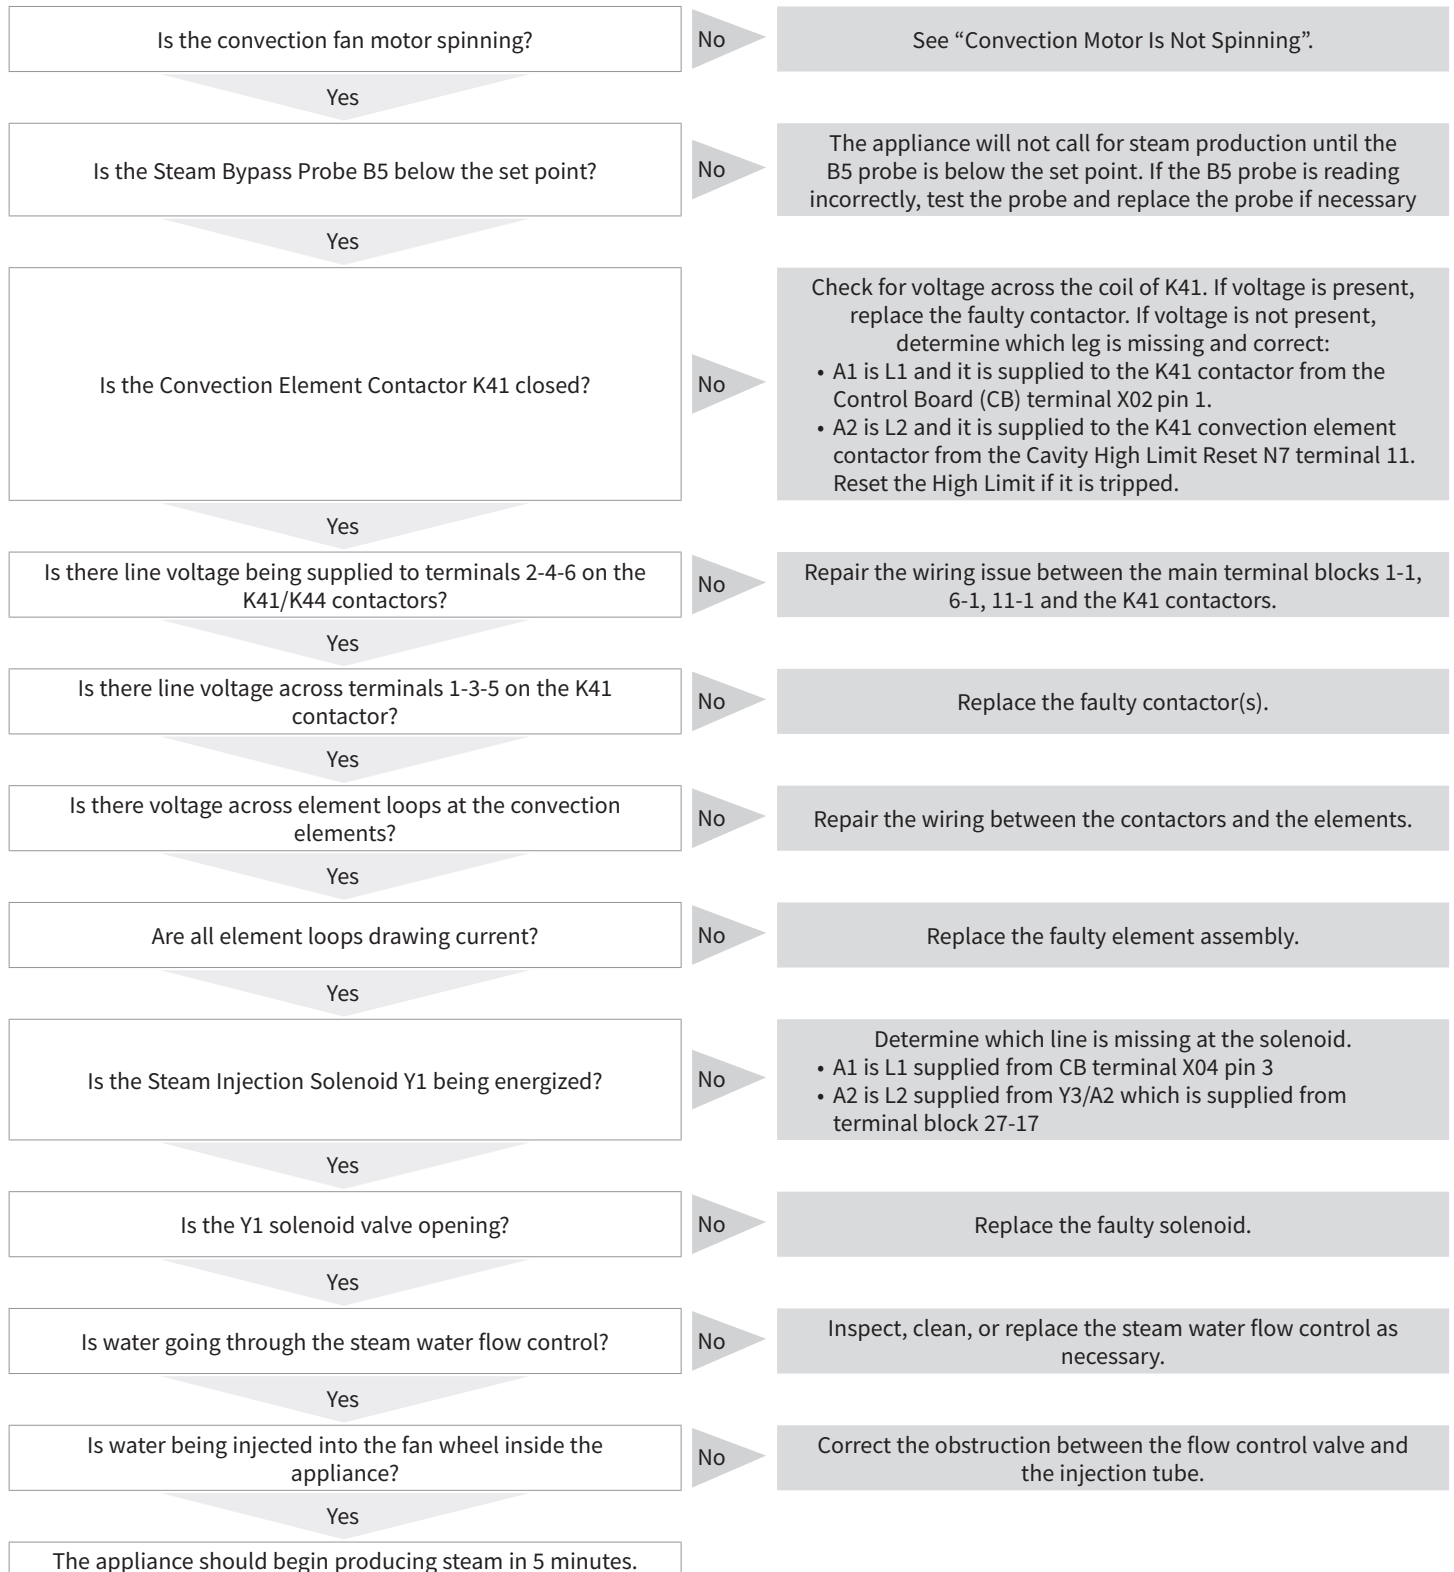 Is the convection fan motor spinning?
No
See “Convection Motor Is Not Spinning”.
Yes
Is the Steam Bypass Probe B5 below the set point?
No
The appliance will not call for steam production until the
B5 probe is below the set point. If the B5 probe is reading
incorrectly, test the probe and replace the probe if necessary
Yes
Is the Convection Element Contactor K41 closed?
No
Check for voltage across the coil of K41. If voltage is present,
replace the faulty contactor. If voltage is not present,
determine which leg is missing and correct:
• A1 is L1 and it is supplied to the K41 contactor from the
Control Board (CB) terminal X02 pin 1.
• A2 is L2 and it is supplied to the K41 convection element
contactor from the Cavity High Limit Reset N7 terminal 11.
Reset the High Limit if it is tripped.
Yes
Is there line voltage being supplied to terminals 2-4-6 on the
K41/K44 contactors?
No
Repair the wiring issue between the main terminal blocks 1-1,
6-1, 11-1 and the K41 contactors.
Yes
Is there line voltage across terminals 1-3-5 on the K41
contactor?
No
Replace the faulty contactor(s).
Yes
Is there voltage across element loops at the convection
elements?
No
Repair the wiring between the contactors and the elements.
Yes
Are all element loops drawing current?
No
Replace the faulty element assembly.
Yes
Is the Steam Injection Solenoid Y1 being energized?
No
Determine which line is missing at the solenoid.
• A1 is L1 supplied from CB terminal X04 pin 3
• A2 is L2 supplied from Y3/A2 which is supplied from
terminal block 27-17
Yes
Is the Y1 solenoid valve opening?
No
Replace the faulty solenoid.
Yes
Is water going through the steam water flow control?
No
Inspect, clean, or replace the steam water flow control as
necessary.
Yes
Is water being injected into the fan wheel inside the
appliance?
No
Correct the obstruction between the flow control valve and
the injection tube.
Yes
The appliance should begin producing steam in 5 minutes.